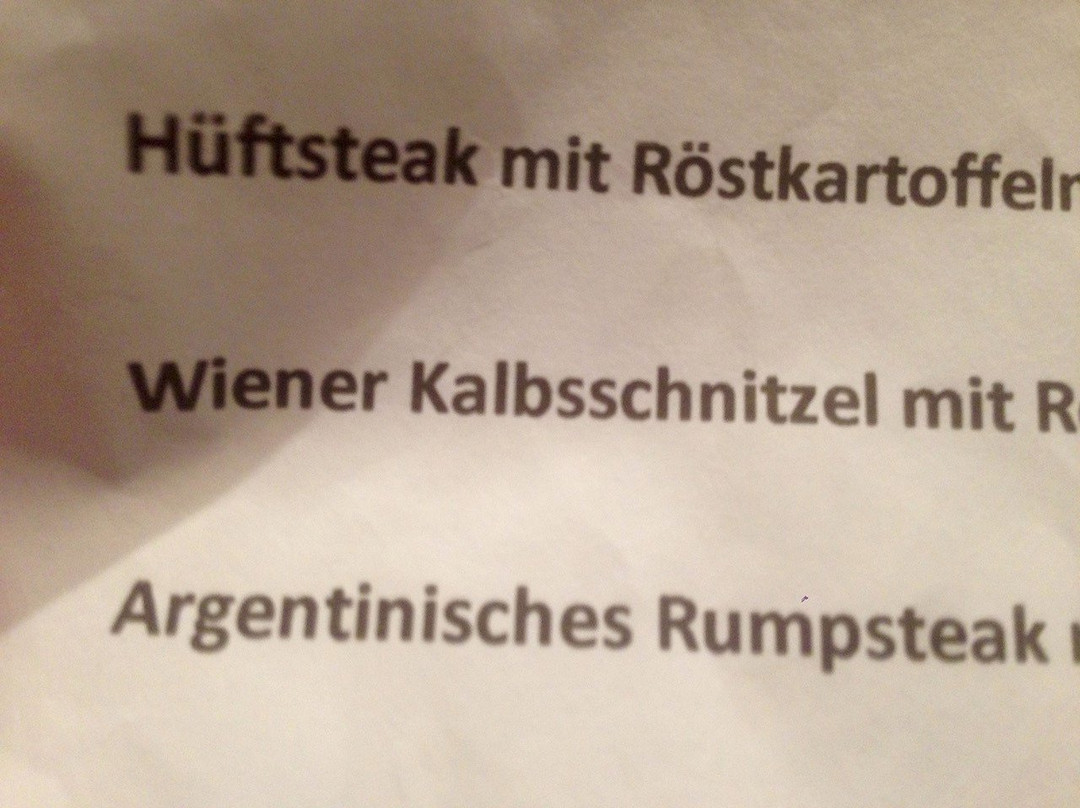 Hüftsteak mit Röstkartoffeln
Wiener Kalbsschnitzel mit
Argentinisches Rumpsteak